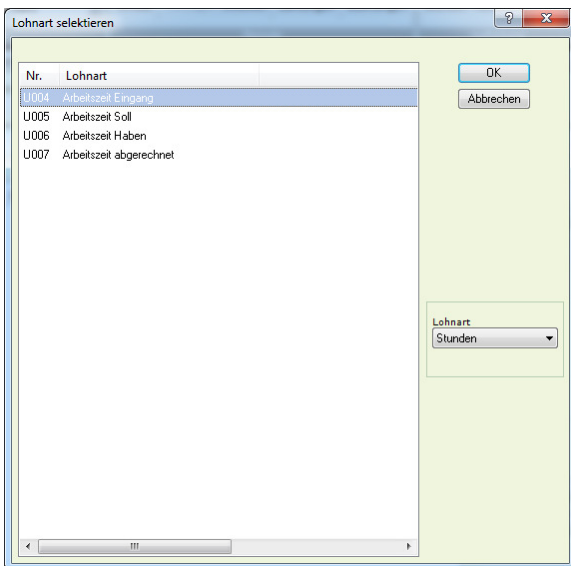 Lohnart selektieren
Nr. Lohnart
U004 Arbeitszeit Eingang
U005 Arbeitszeit Soll
U006 Arbeitszeit Haben
U007 Arbeitszeit abgerechnet
OK
Abbrechen
Lohnart
Stunden